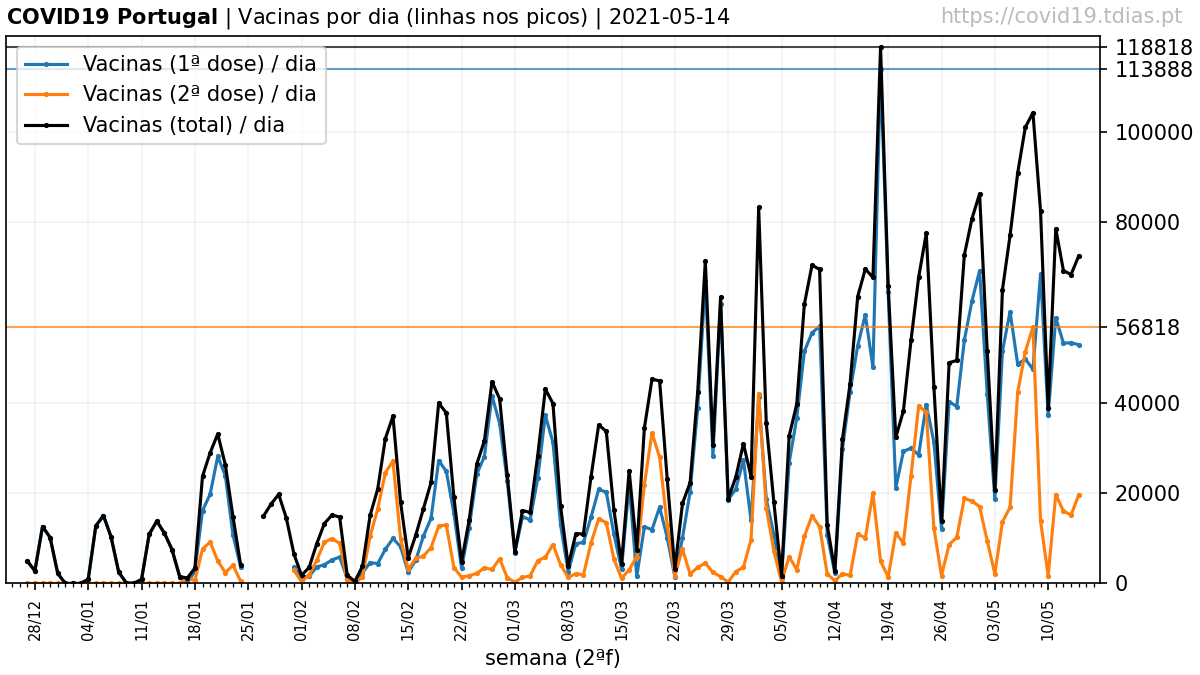 COVID19 Portugal | Vacinas por dia (linhas nos picos) | 2021-05-14
https://covid19.tdias.pt
Vacinas (1ª dose) / dia
Vacinas (2ª dose) / dia
Vacinas (total) / dia
118818
113888
100000
80000
56818
40000
20000
0
28/12 04/01 11/01 18/01 25/01 01/02 08/02 15/02 22/02 01/03 08/03 15/03 22/03 29/03 05/04 12/04 19/04 26/04 03/05 10/05
semana (2ªf)